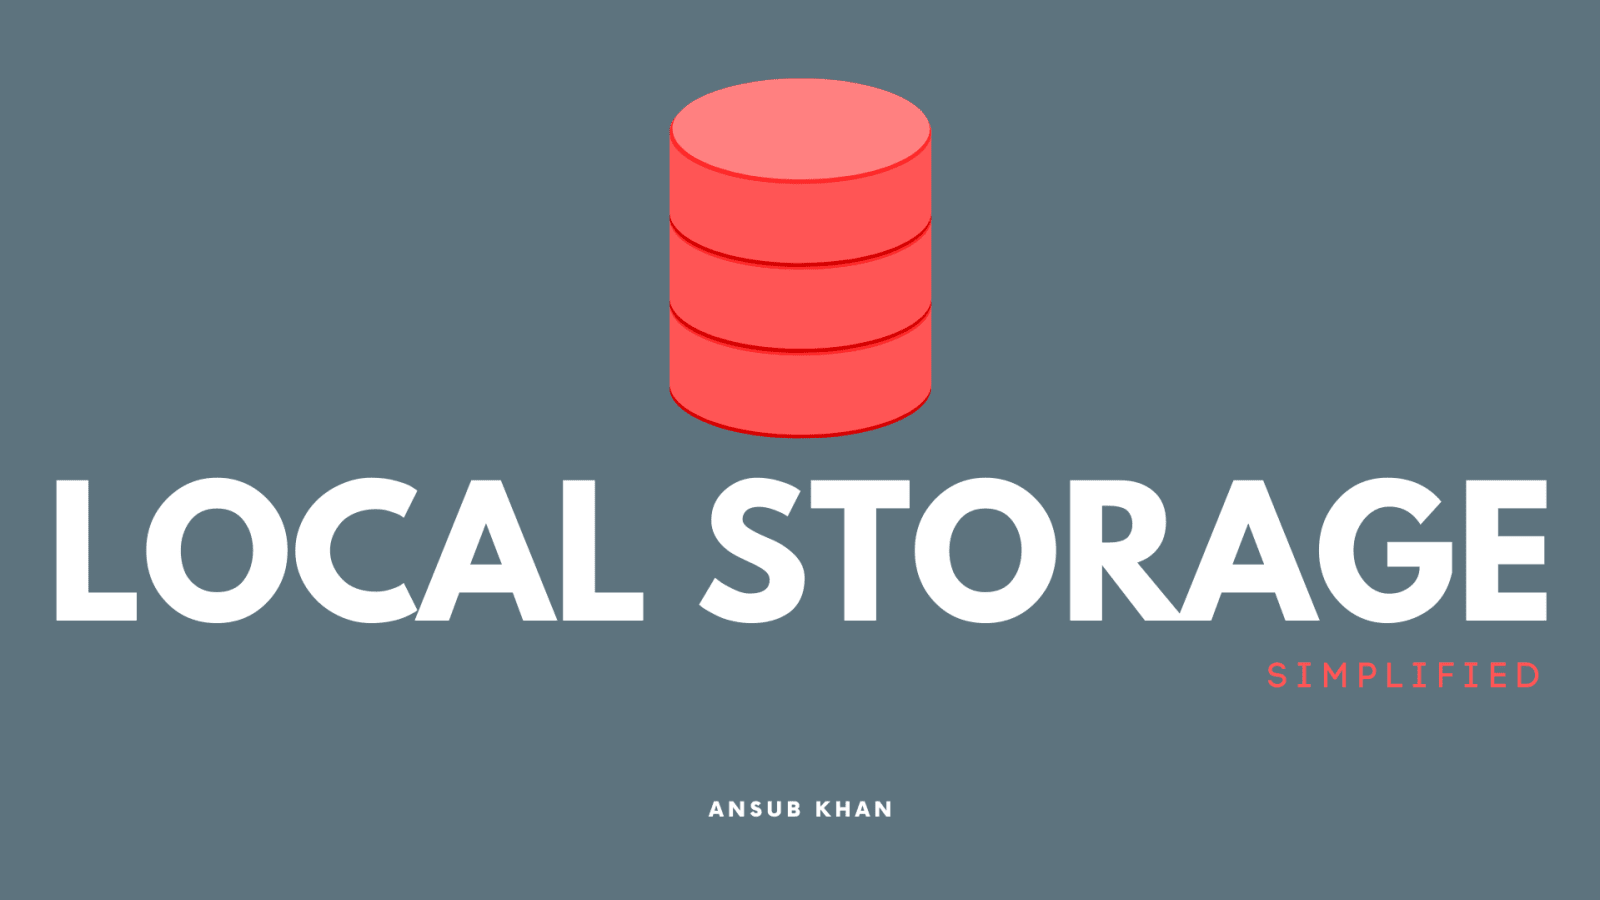 LOCAL STORAGE
SIMPLIFIED
ANSUB KHAN